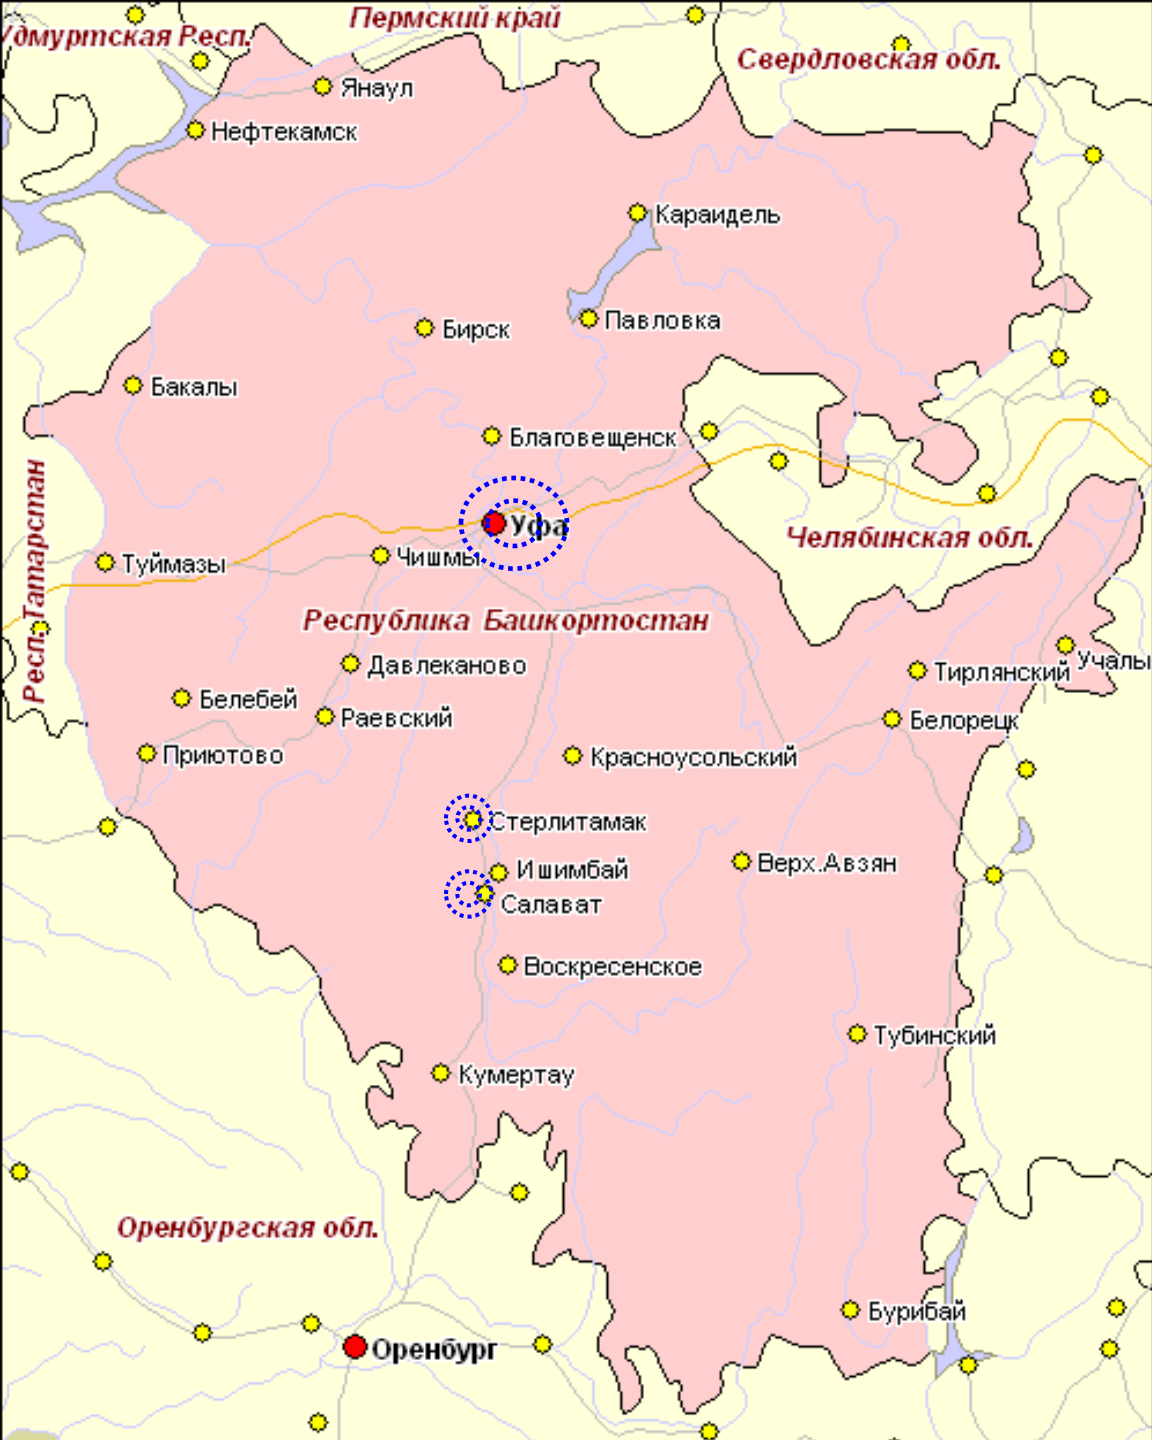 Пермский край
Удмуртская Респ.
Свердловская обл.
Янаул
Нефтекамск
Караидель
Павловка
Бирск
Бакалы
Благовещенск
Уфа
Челябинская обл.
Чишмы
Туймазы
Респ. Татарстан
Республика Башкортостан
Учалы
Давлеканово
Тирлянский
Белебей
Раевский
Белорецк
Приютово
Красноусольский
Стерлитамак
Верх.Авзян
Ишимбай
Салават
Воскресенское
Тубинский
Кумертау
Оренбургская обл.
Бурибай
Оренбург